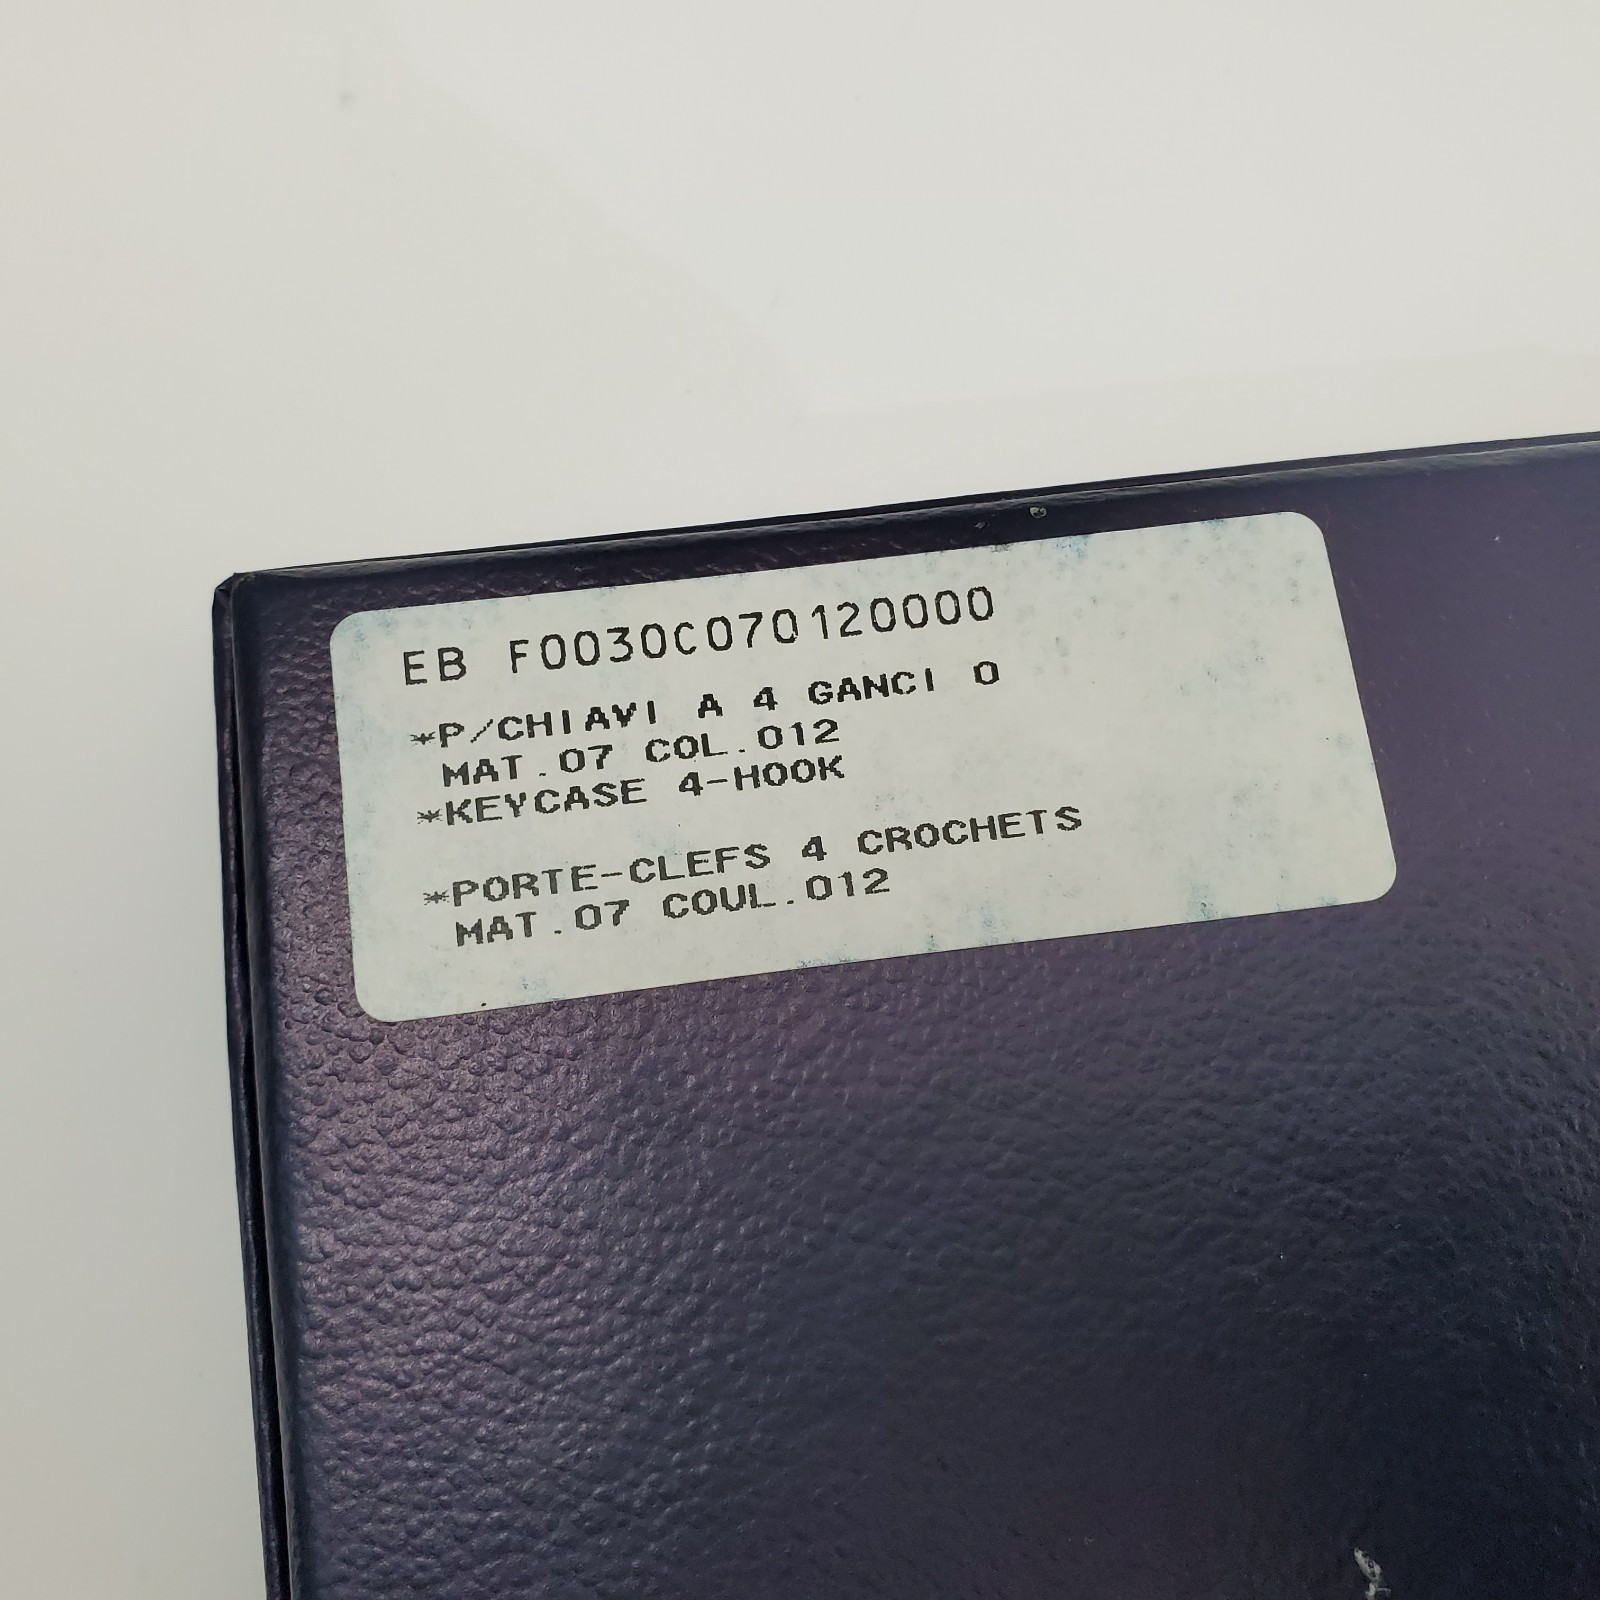 EB F0030C070120000
*P/CHIAVI A 4 GANCI O
MAT.07 COL.012
*KEYCASE 4-HOOK
*PORTE-CLEFS 4 CROCHETS
MAT.07 COUL.012